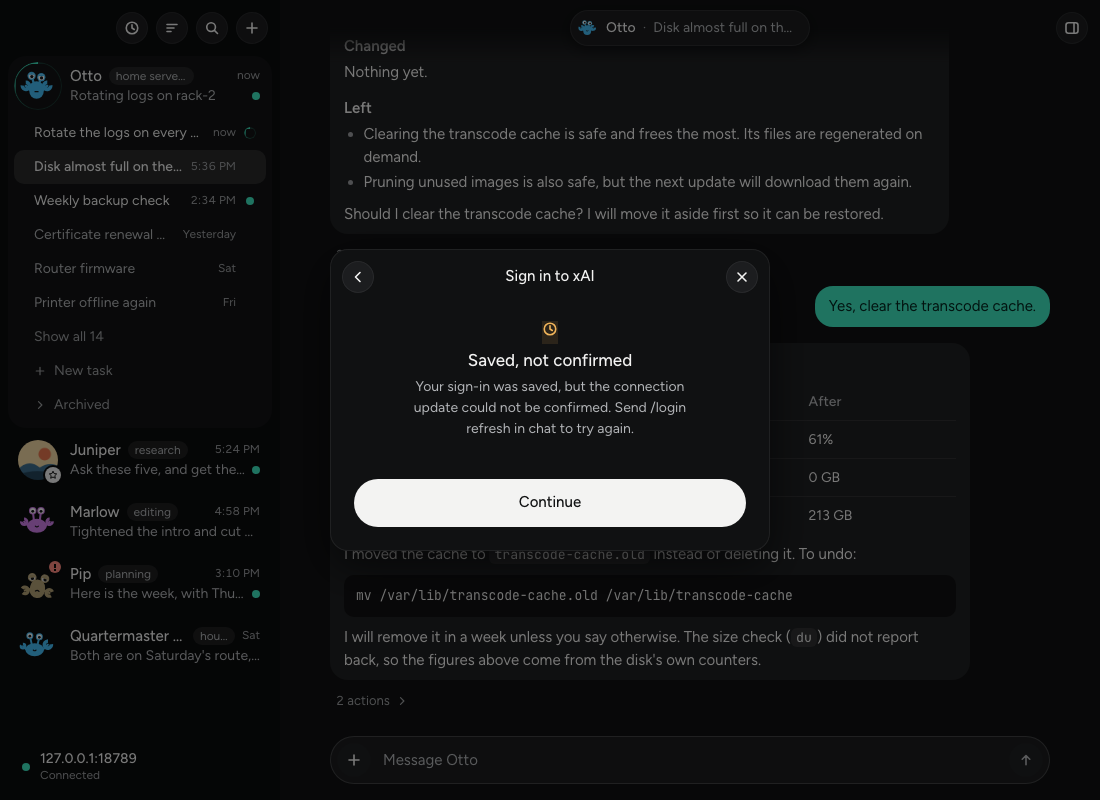 Otto · Disk almost full on th...
Otto home serve... now
Rotating logs on rack-2
Rotate the logs on every ... now
Disk almost full on the... 5:36 PM
Weekly backup check 2:34 PM
Certificate renewal ... Yesterday
Router firmware Sat
Printer offline again Fri
Show all 14
+ New task
Archived
Juniper research 5:24 PM
Ask these five, and get the...
Marlow editing 4:58 PM
Tightened the intro and cut ...
Pip planning 3:10 PM
Here is the week, with Thu...
Quartermaster ... hou... Sat
Both are on Saturday's route,...
127.0.0.1:18789
Connected
Changed
Nothing yet.
Left
• Clearing the transcode cache is safe and frees the most. Its files are regenerated on
demand.
• Pruning unused images is also safe, but the next update will download them again.
Should I clear the transcode cache? I will move it aside first so it can be restored.
Yes, clear the transcode cache.
Sign in to xAI
Saved, not confirmed
Your sign-in was saved, but the connection
update could not be confirmed. Send /login
refresh in chat to try again.
Continue
After
61%
0 GB
213 GB
I moved the cache to transcode-cache.old instead of deleting it. To undo:
mv /var/lib/transcode-cache.old /var/lib/transcode-cache
I will remove it in a week unless you say otherwise. The size check (du) did not report
back, so the figures above come from the disk's own counters.
2 actions
Message Otto